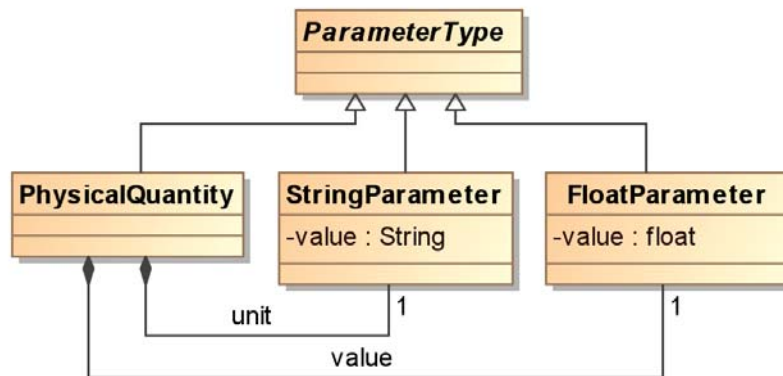 ParameterType
PhysicalQuantity
StringParameter
FloatParameter
-value : String
-value : float
unit
1
1
value